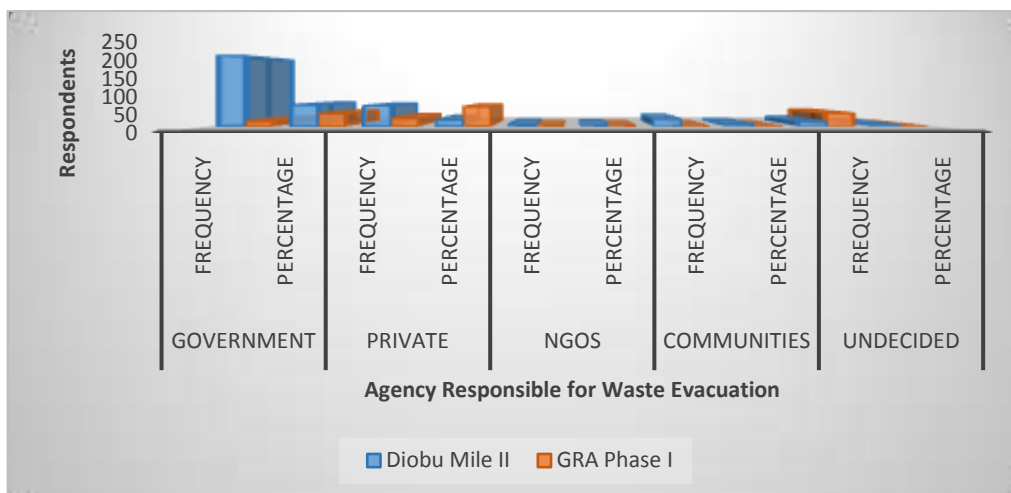 250
200
150
100
50
0
Respondents
FREQUENCY
PERCENTAGE
FREQUENCY
PERCENTAGE
FREQUENCY
PERCENTAGE
FREQUENCY
PERCENTAGE
FREQUENCY
PERCENTAGE
GOVERNMENT
PRIVATE
NGOS
COMMUNITIES
UNDECIDED
Agency Responsible for Waste Evacuation
Diobu Mile II
GRA Phase I